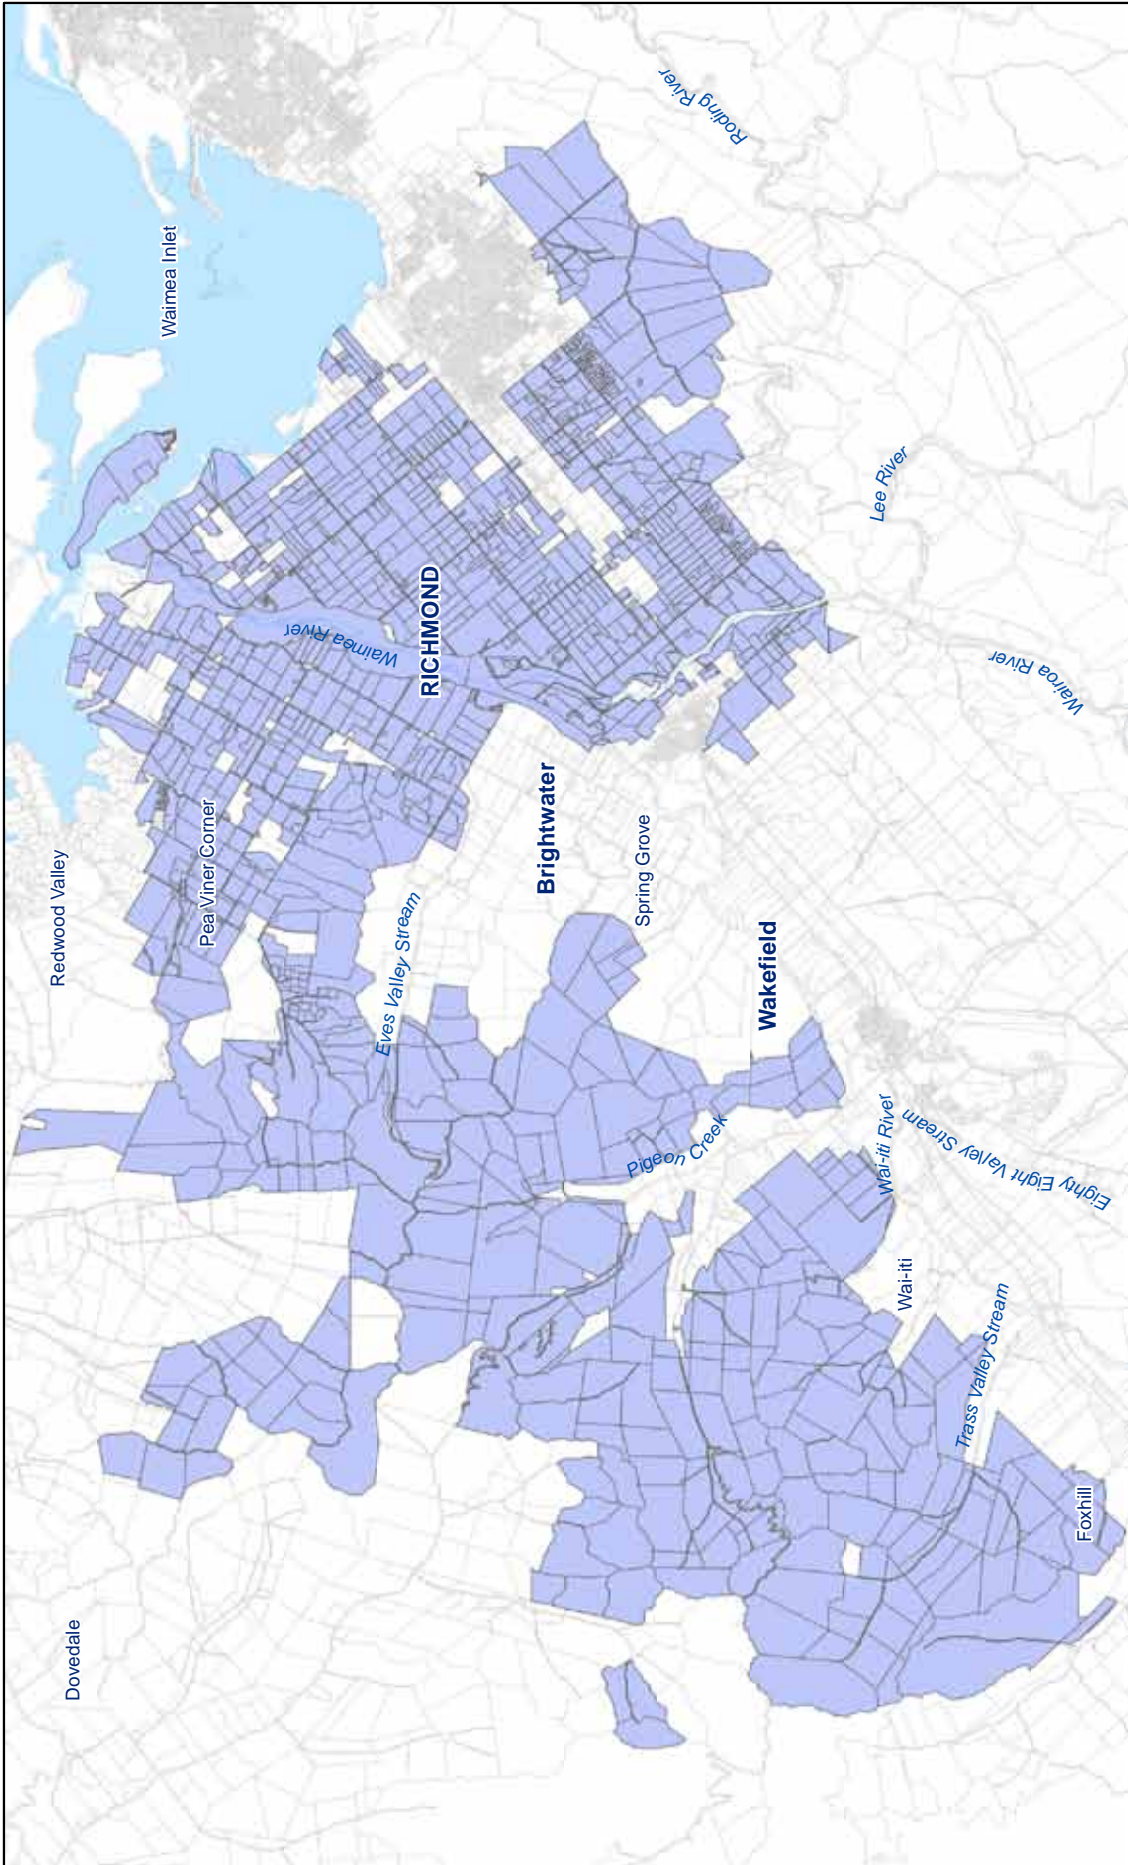 Dovedale
Redwood Valley
Waimea Inlet
Pea Viner Corner
Waimea River
RICHMOND
Eves Valley Stream
Brightwater
Spring Grove
Roding River
Pigeon Creek
Wakefield
Lee River
Wai-iti River
Wai-iti
Eighty Eight Valley Stream
Wairoa River
Trass Valley Stream
Foxhill